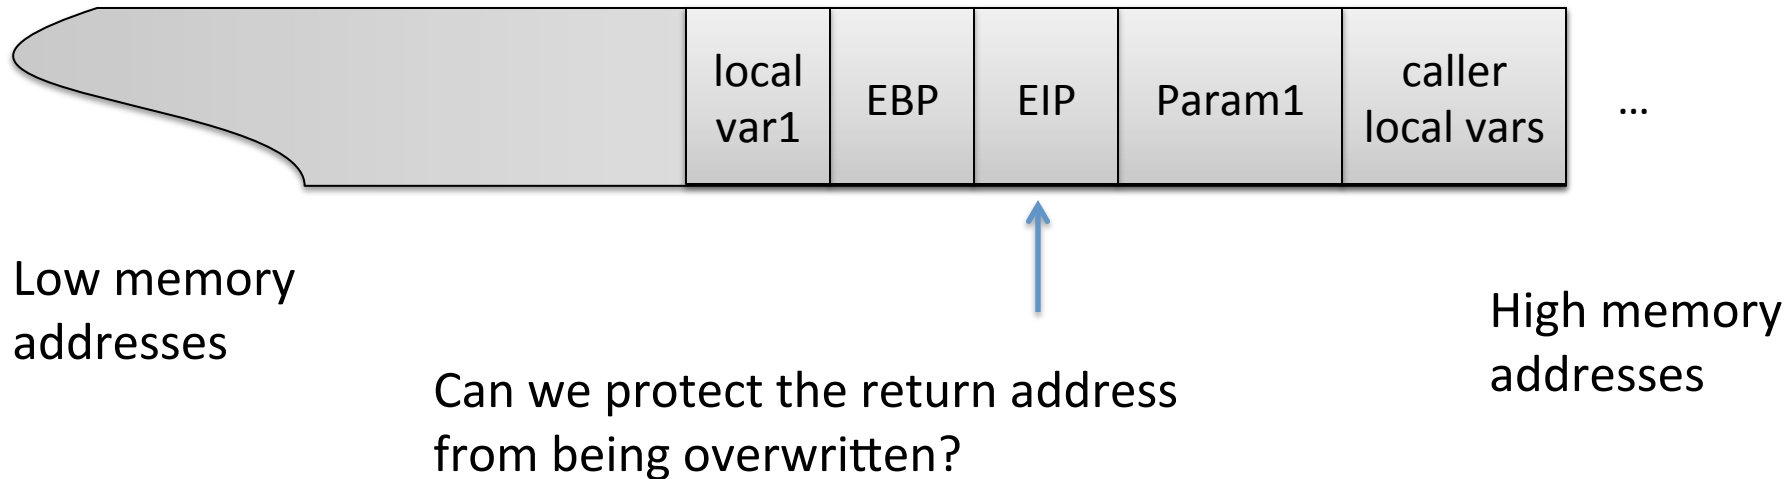 local
var1
EBP
EIP
Param1
caller
local vars
...
Low memory
addresses
High memory
addresses
Can we protect the return address
from being overwritten?